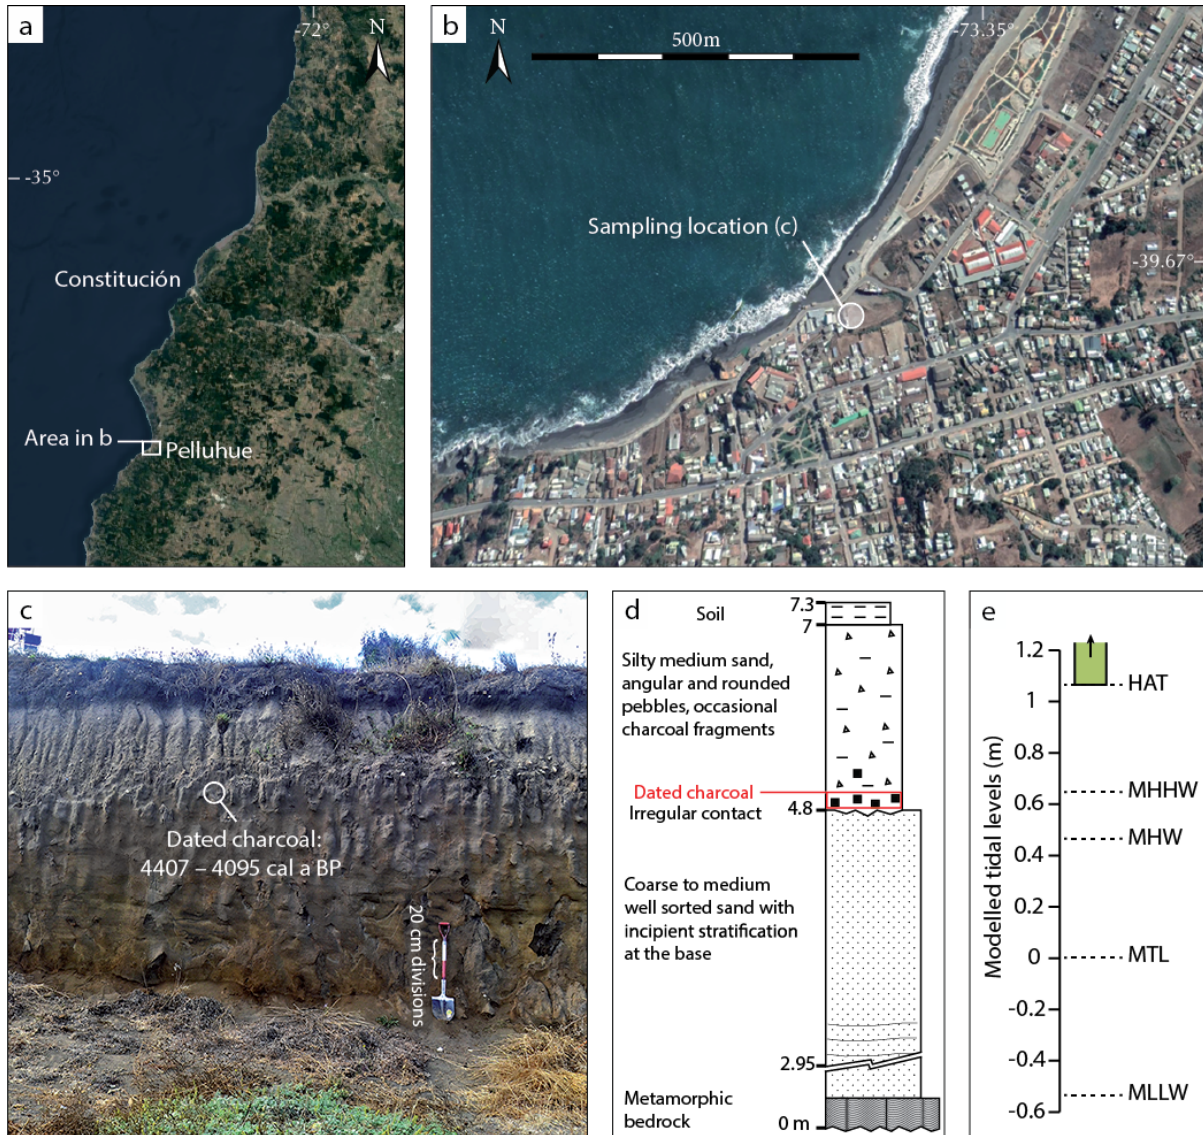 a
-72°
N
-35°
Constitución
Area in b
Pelluhue
b
N
500m
-73.35°
Sampling location (c)
-39.67°
c
Dated charcoal:
4407 – 4095 cal a BP
20 cm divisions
d
7.3
Soil
7
Silty medium sand,
angular and rounded
pebbles, occasional
charcoal fragments
Dated charcoal
Irregular contact
4.8
Coarse to medium
well sorted sand with
incipient stratification
at the base
2.95
Metamorphic
bedrock
0 m
e
Modelled tidal levels (m)
1.2
1
0.8
0.6
0.4
0.2
0
-0.2
-0.4
-0.6
HAT
MHHW
MHW
MTL
MLLW